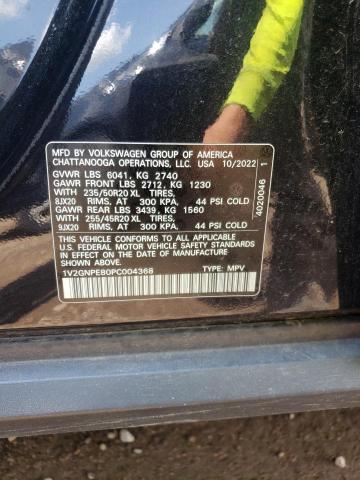 MFD BY VOLKSWAGEN GROUP OF AMERICA
CHATTANOOGA OPERATIONS, LLC. USA 10/2022
GVWR LBS 6041, KG 2740
GAWR FRONT LBS 2712, KG 1230
WITH 235/50R20 XL TIRES,
8JX20 RIMS, AT 300 KPA, 44 PSI COLD
GAWR REAR LBS 3439, KG 1560
WITH 255/45R20 XL TIRES,
9JX20 RIMS, AT 300 KPA, 44 PSI COLD
THIS VEHICLE CONFORMS TO ALL APPLICABLE
U.S. FEDERAL MOTOR VEHICLE SAFETY STANDARDS
IN EFFECT ON THE DATE OF MANUFACTURE
SHOWN ABOVE.
1V2GNPE80PC004368 TYPE: MPV
4020046 1